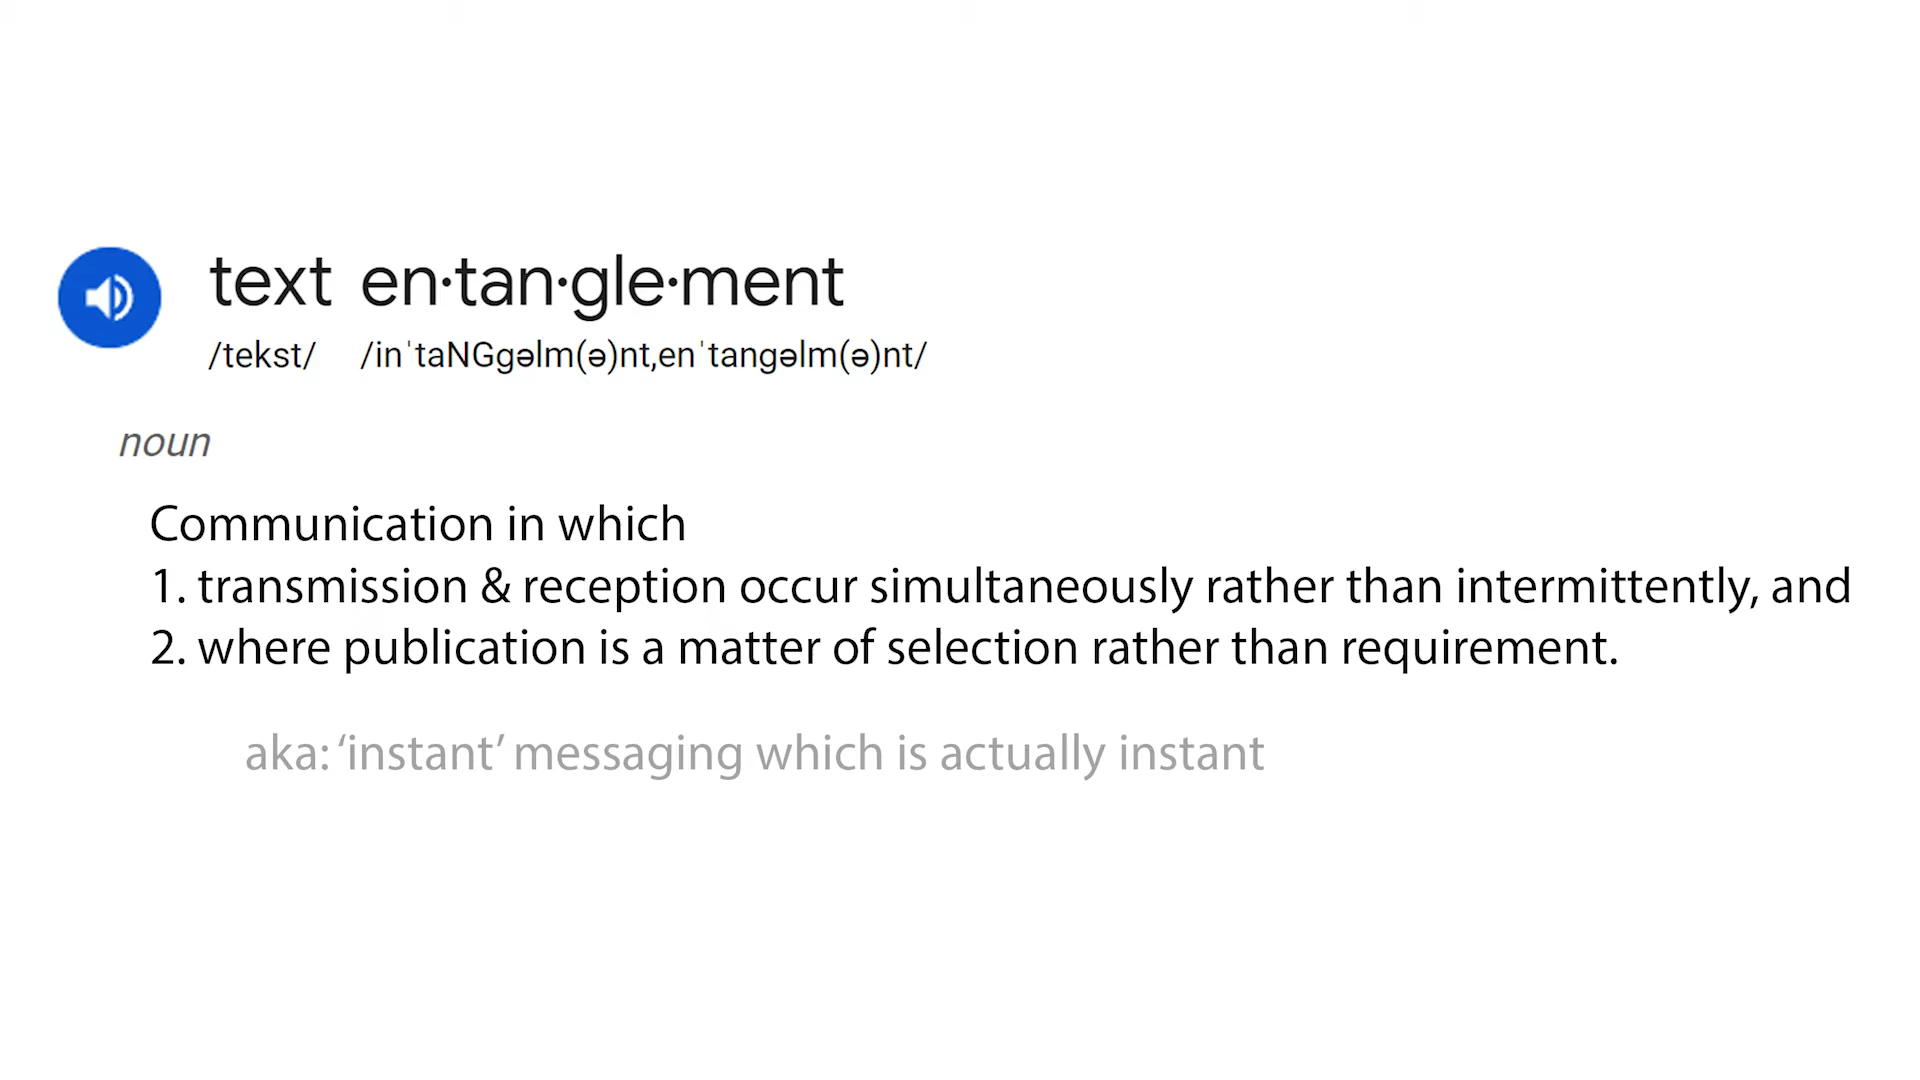 text en·tan·gle·ment
/tekst/ /inˈtaNGgəlm(ə)nt,enˈtangəlm(ə)nt/
noun
Communication in which
1. transmission & reception occur simultaneously rather than intermittently, and
2. where publication is a matter of selection rather than requirement.
aka: ‘instant’ messaging which is actually instant